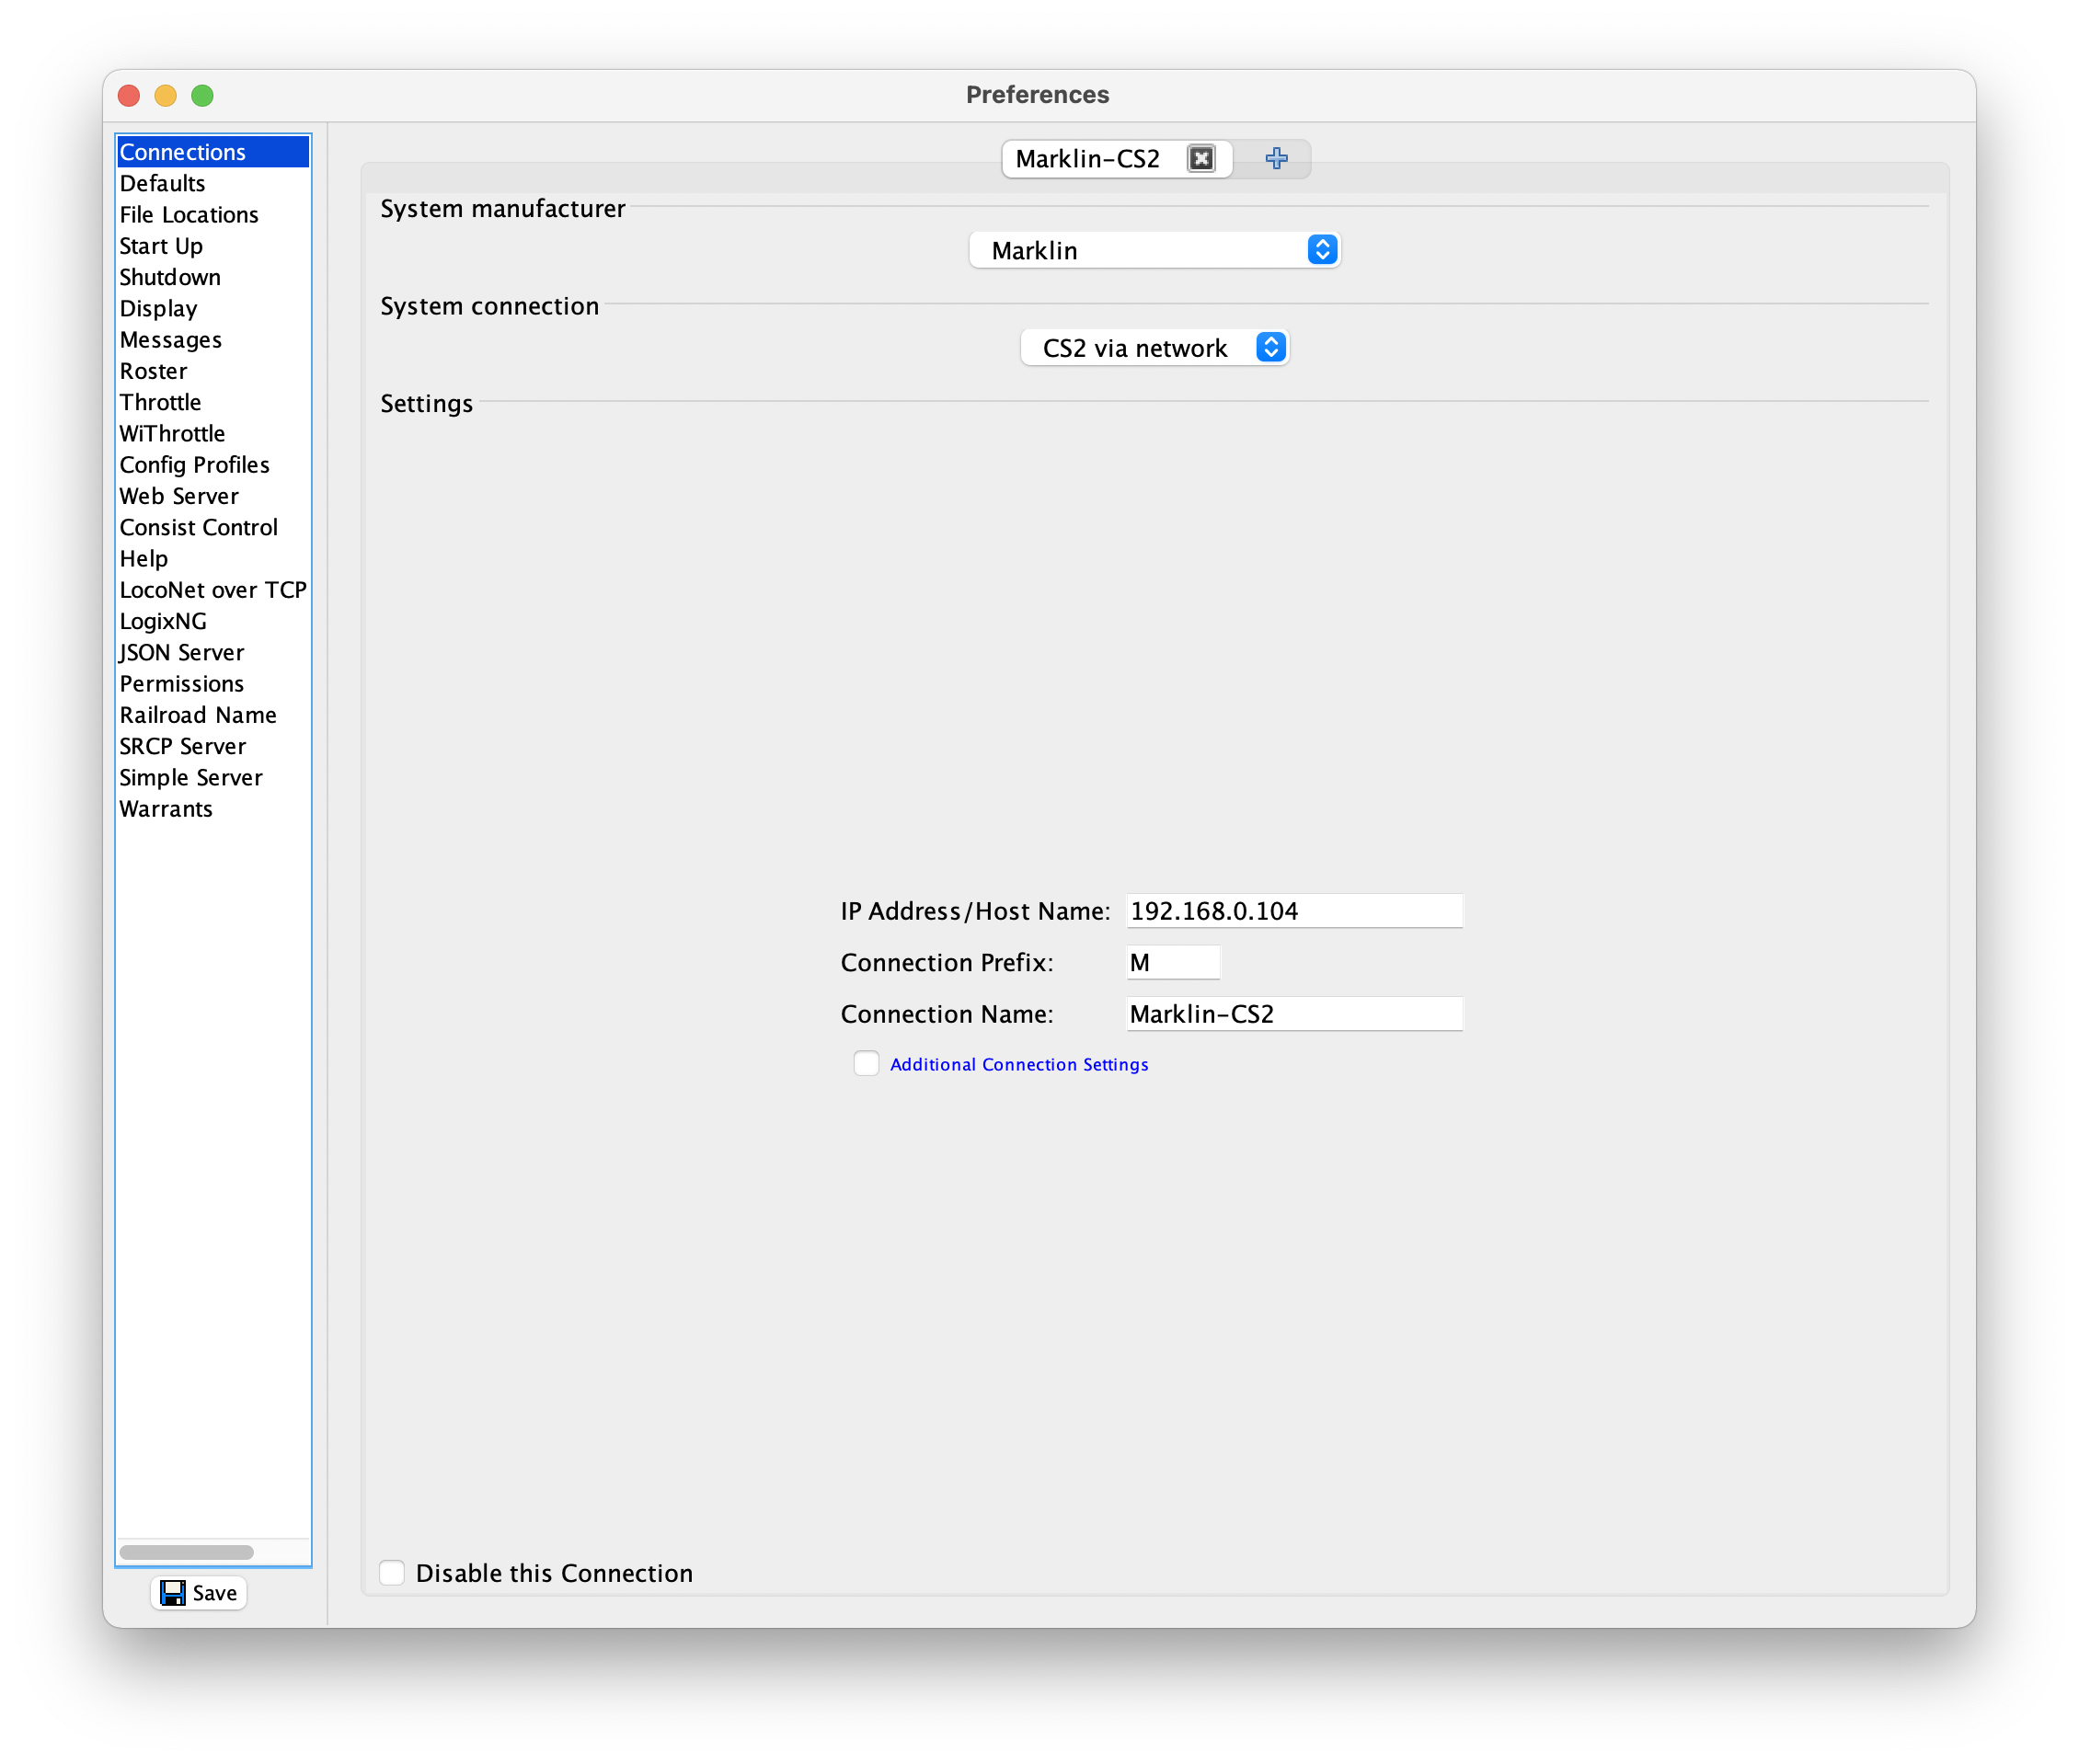 Preferences
Connections
Defaults
File Locations
Start Up
Shutdown
Display
Messages
Roster
Throttle
WiThrottle
Config Profiles
Web Server
Consist Control
Help
LocoNet over TCP
LogixNG
JSON Server
Permissions
Railroad Name
SRCP Server
Simple Server
Warrants
Save
Marklin-CS2
System manufacturer
Marklin
System connection
CS2 via network
Settings
IP Address/Host Name: 192.168.0.104
Connection Prefix: M
Connection Name: Marklin-CS2
Additional Connection Settings
Disable this Connection